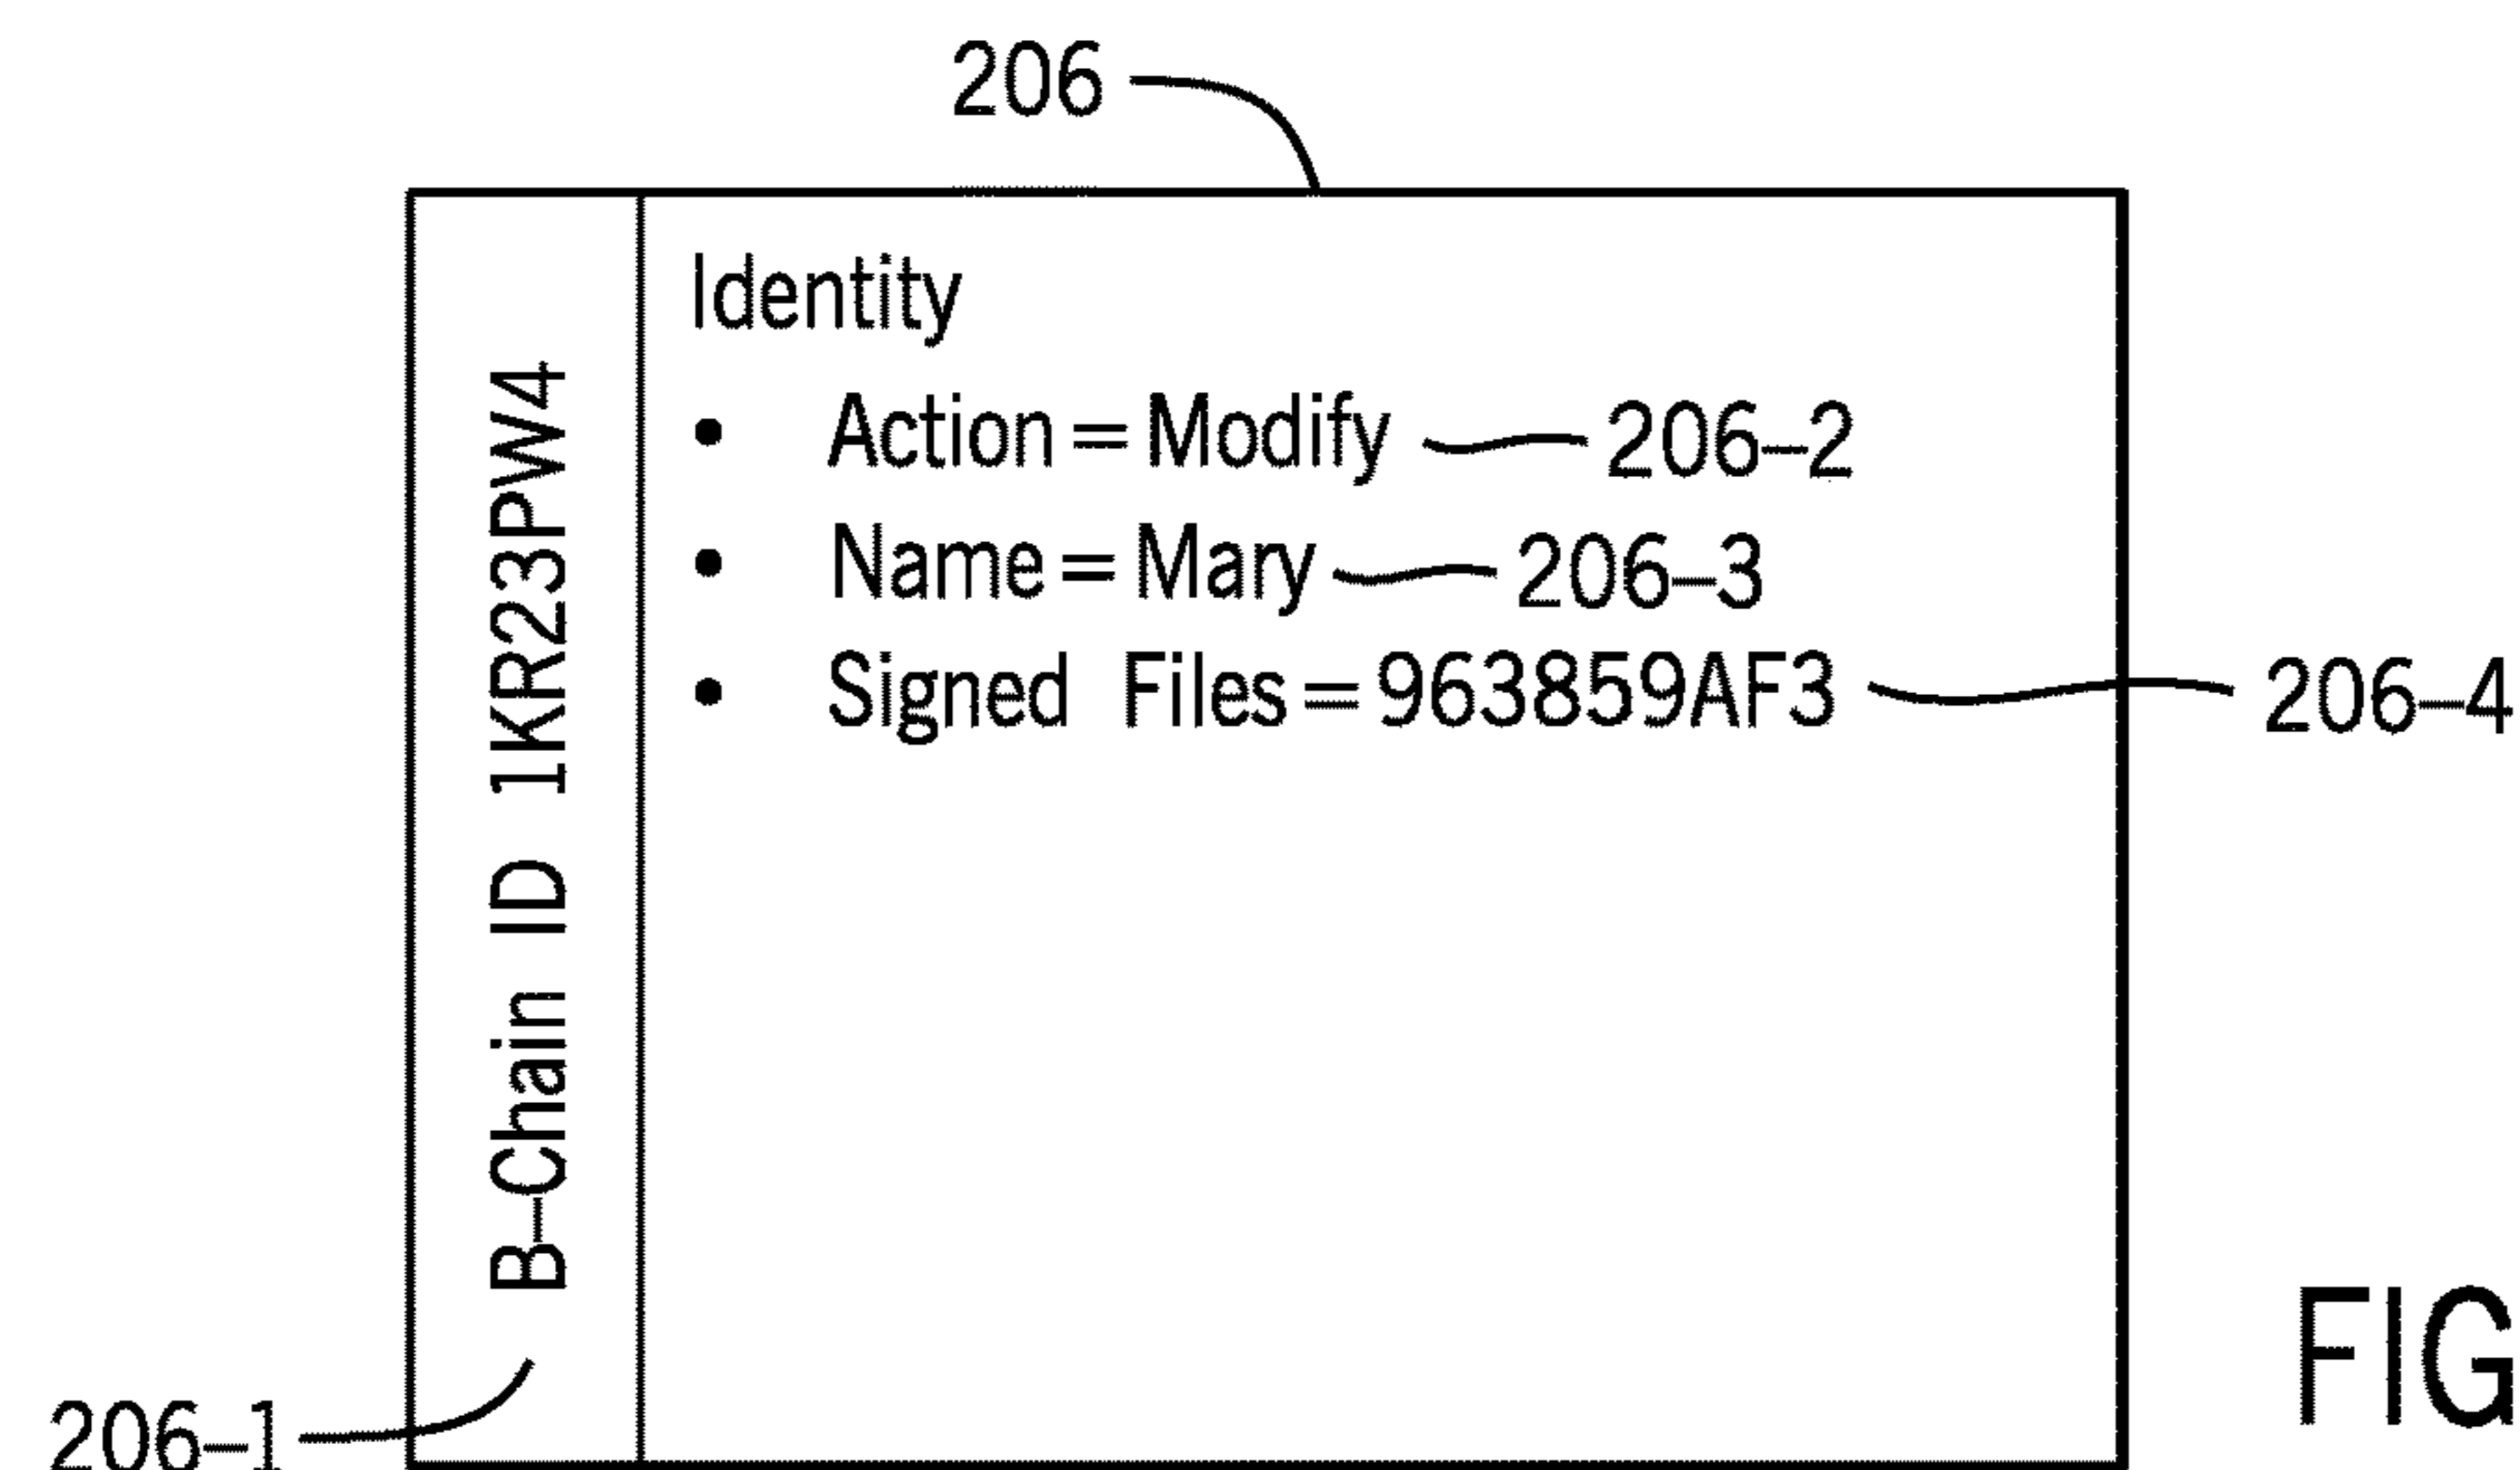 206
Identity
• Action=Modify 206-2
• Name=Mary 206-3
• Signed Files=963859AF3 206-4
B-Chain ID 1KR23PW4
206-1
FIG